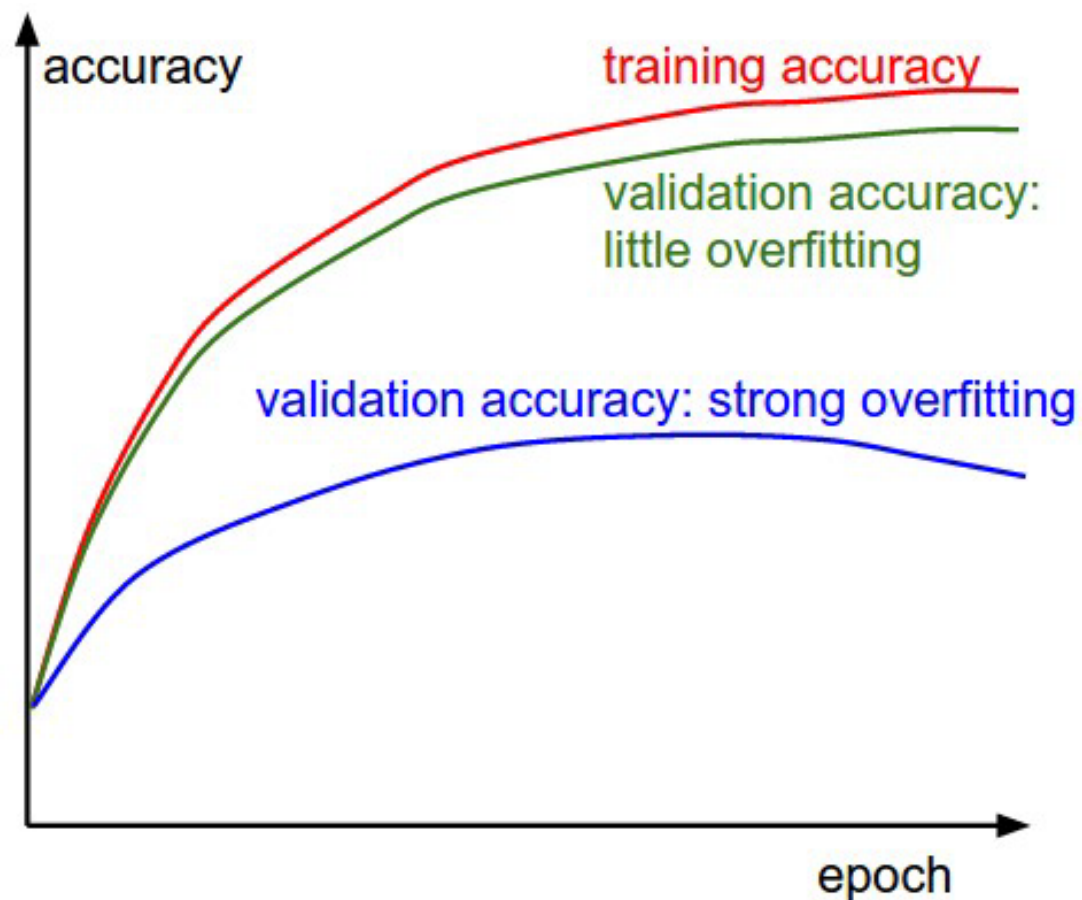 accuracy
training accuracy
validation accuracy:
little overfitting
validation accuracy: strong overfitting
epoch